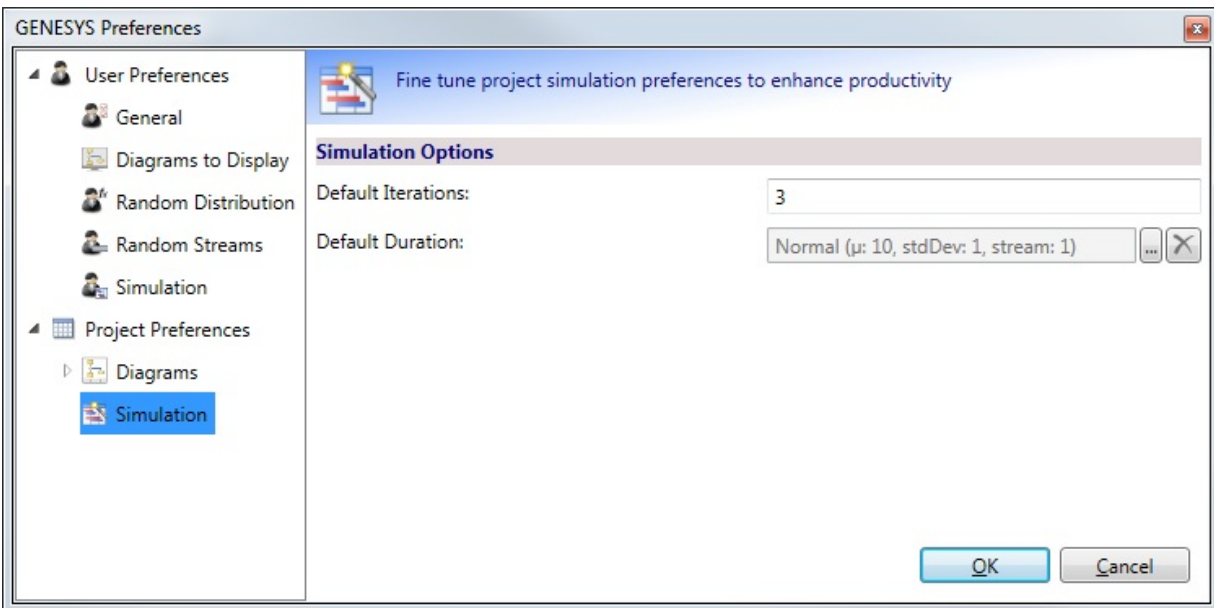 GENESYS Preferences
User Preferences
General
Diagrams to Display
Random Distribution
Random Streams
Simulation
Project Preferences
Diagrams
Simulation
Fine tune project simulation preferences to enhance productivity
Simulation Options
Default Iterations:
3
Default Duration:
Normal (µ: 10, stdDev: 1, stream: 1)
...
OK
Cancel